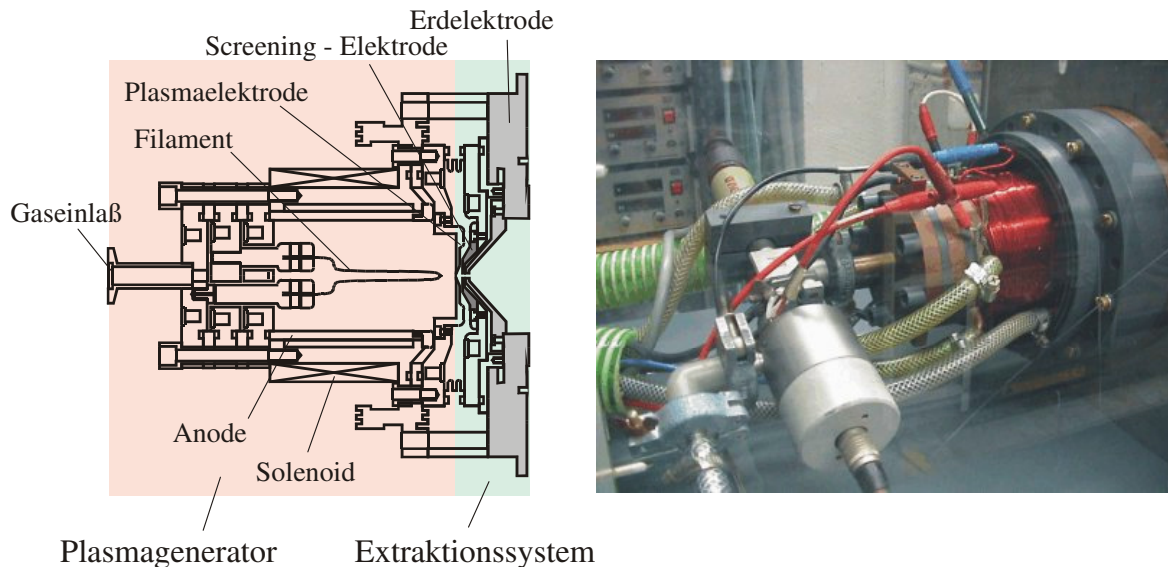 Erdelektrode
Screening - Elektrode
Plasmaelektrode
Filament
Gaseinlaß
Anode
Solenoid
Plasmagenerator
Extraktionssystem